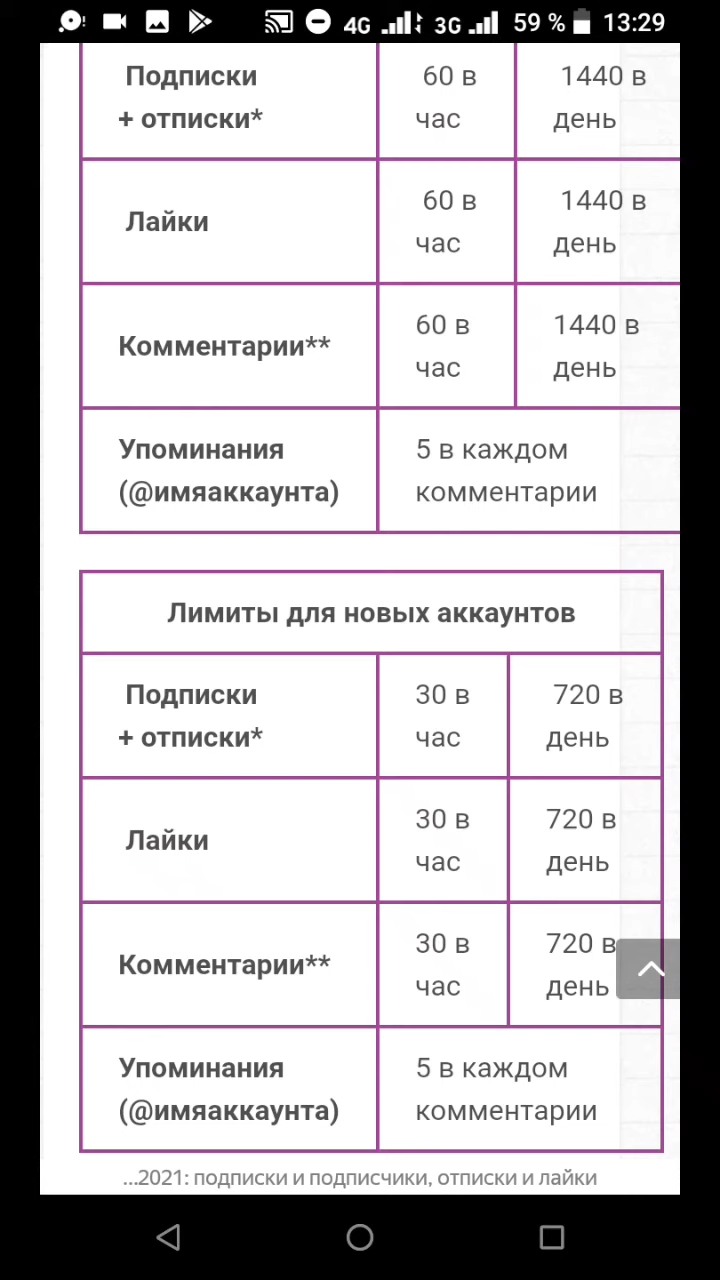 4G 3G 59 % 13:29
Подписки + отписки* 60 в час 1440 в день
Лайки 60 в час 1440 в день
Комментарии** 60 в час 1440 в день
Упоминания (@имяаккаунта) 5 в каждом комментарии
Лимиты для новых аккаунтов
Подписки + отписки* 30 в час 720 в день
Лайки 30 в час 720 в день
Комментарии** 30 в час 720 в день
Упоминания (@имяаккаунта) 5 в каждом комментарии
...2021: подписки и подписчики, отписки и лайки